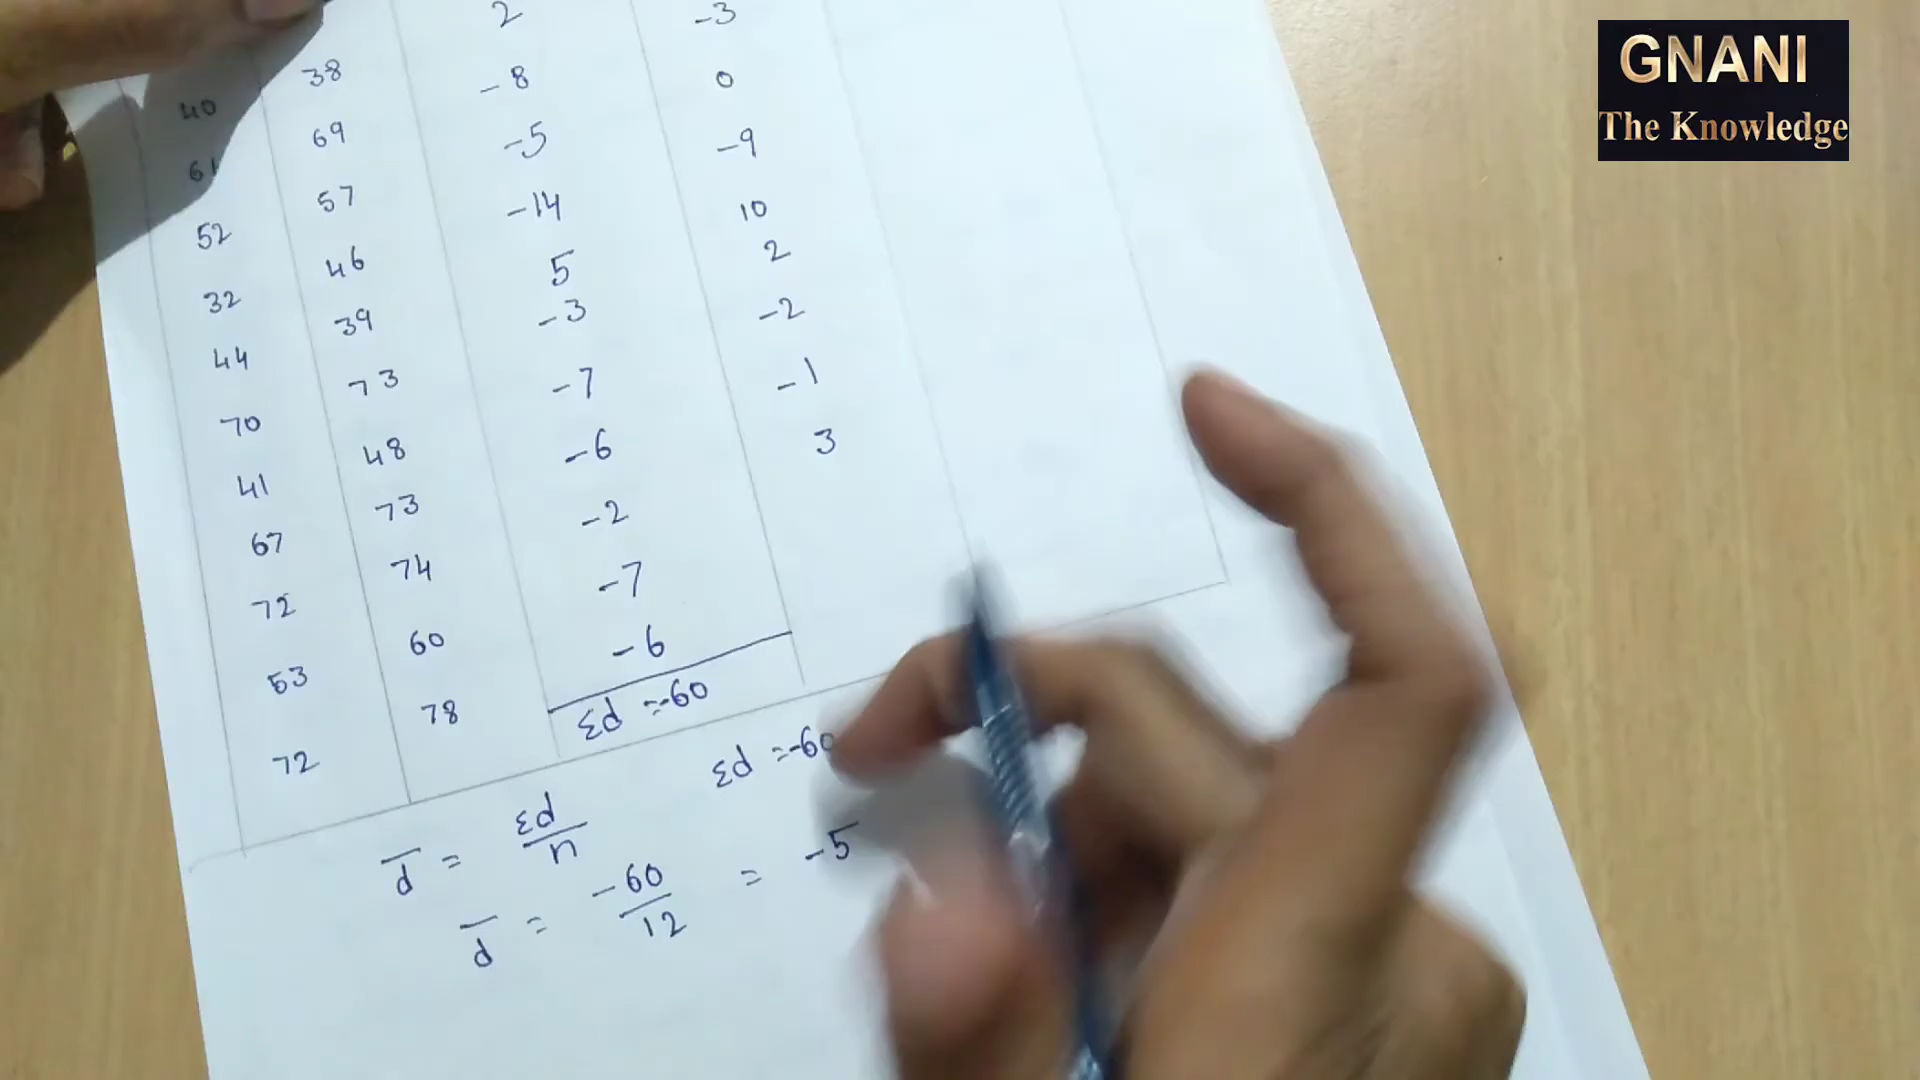 GNANI
The Knowledge
40 38 2
61 69 -8 -3
52 57 -5 0
32 46 -14 -9
44 39 5 10
70 73 -3 2
41 48 -7 -2
67 73 -6 -1
72 74 -2 3
53 60 -7
72 78 -6
Σd =-60
Σd =-60
d̅ = Σd/n
d̅ = -60/12 = -5